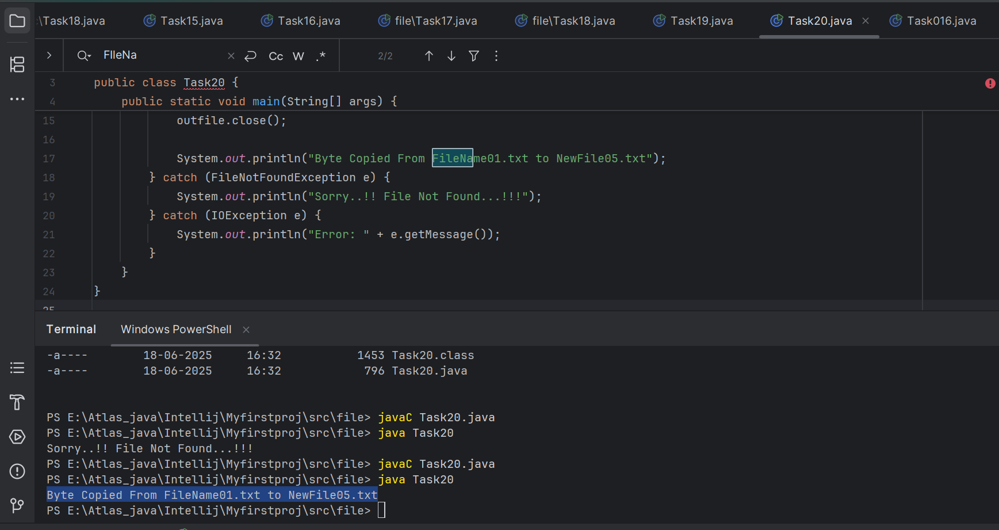 :\Task18.java Task15.java Task16.java file\Task17.java file\Task18.java Task19.java Task20.java Task016.java
FIleNa Cc W .* 2/2
3 public class Task20 {
4 public static void main(String[] args) {
15 outfile.close();
16
17 System.out.println("Byte Copied From FileName01.txt to NewFile05.txt");
18 } catch (FileNotFoundException e) {
19 System.out.println("Sorry..!! File Not Found...!!!");
20 } catch (IOException e) {
21 System.out.println("Error: " + e.getMessage());
22 }
23 }
24 }
25
Terminal Windows PowerShell
-a---- 18-06-2025 16:32 1453 Task20.class
-a---- 18-06-2025 16:32 796 Task20.java
PS E:\Atlas_java\Intellij\Myfirstproj\src\file> javaC Task20.java
PS E:\Atlas_java\Intellij\Myfirstproj\src\file> java Task20
Sorry..!! File Not Found...!!!
PS E:\Atlas_java\Intellij\Myfirstproj\src\file> javaC Task20.java
PS E:\Atlas_java\Intellij\Myfirstproj\src\file> java Task20
Byte Copied From FileName01.txt to NewFile05.txt
PS E:\Atlas_java\Intellij\Myfirstproj\src\file>